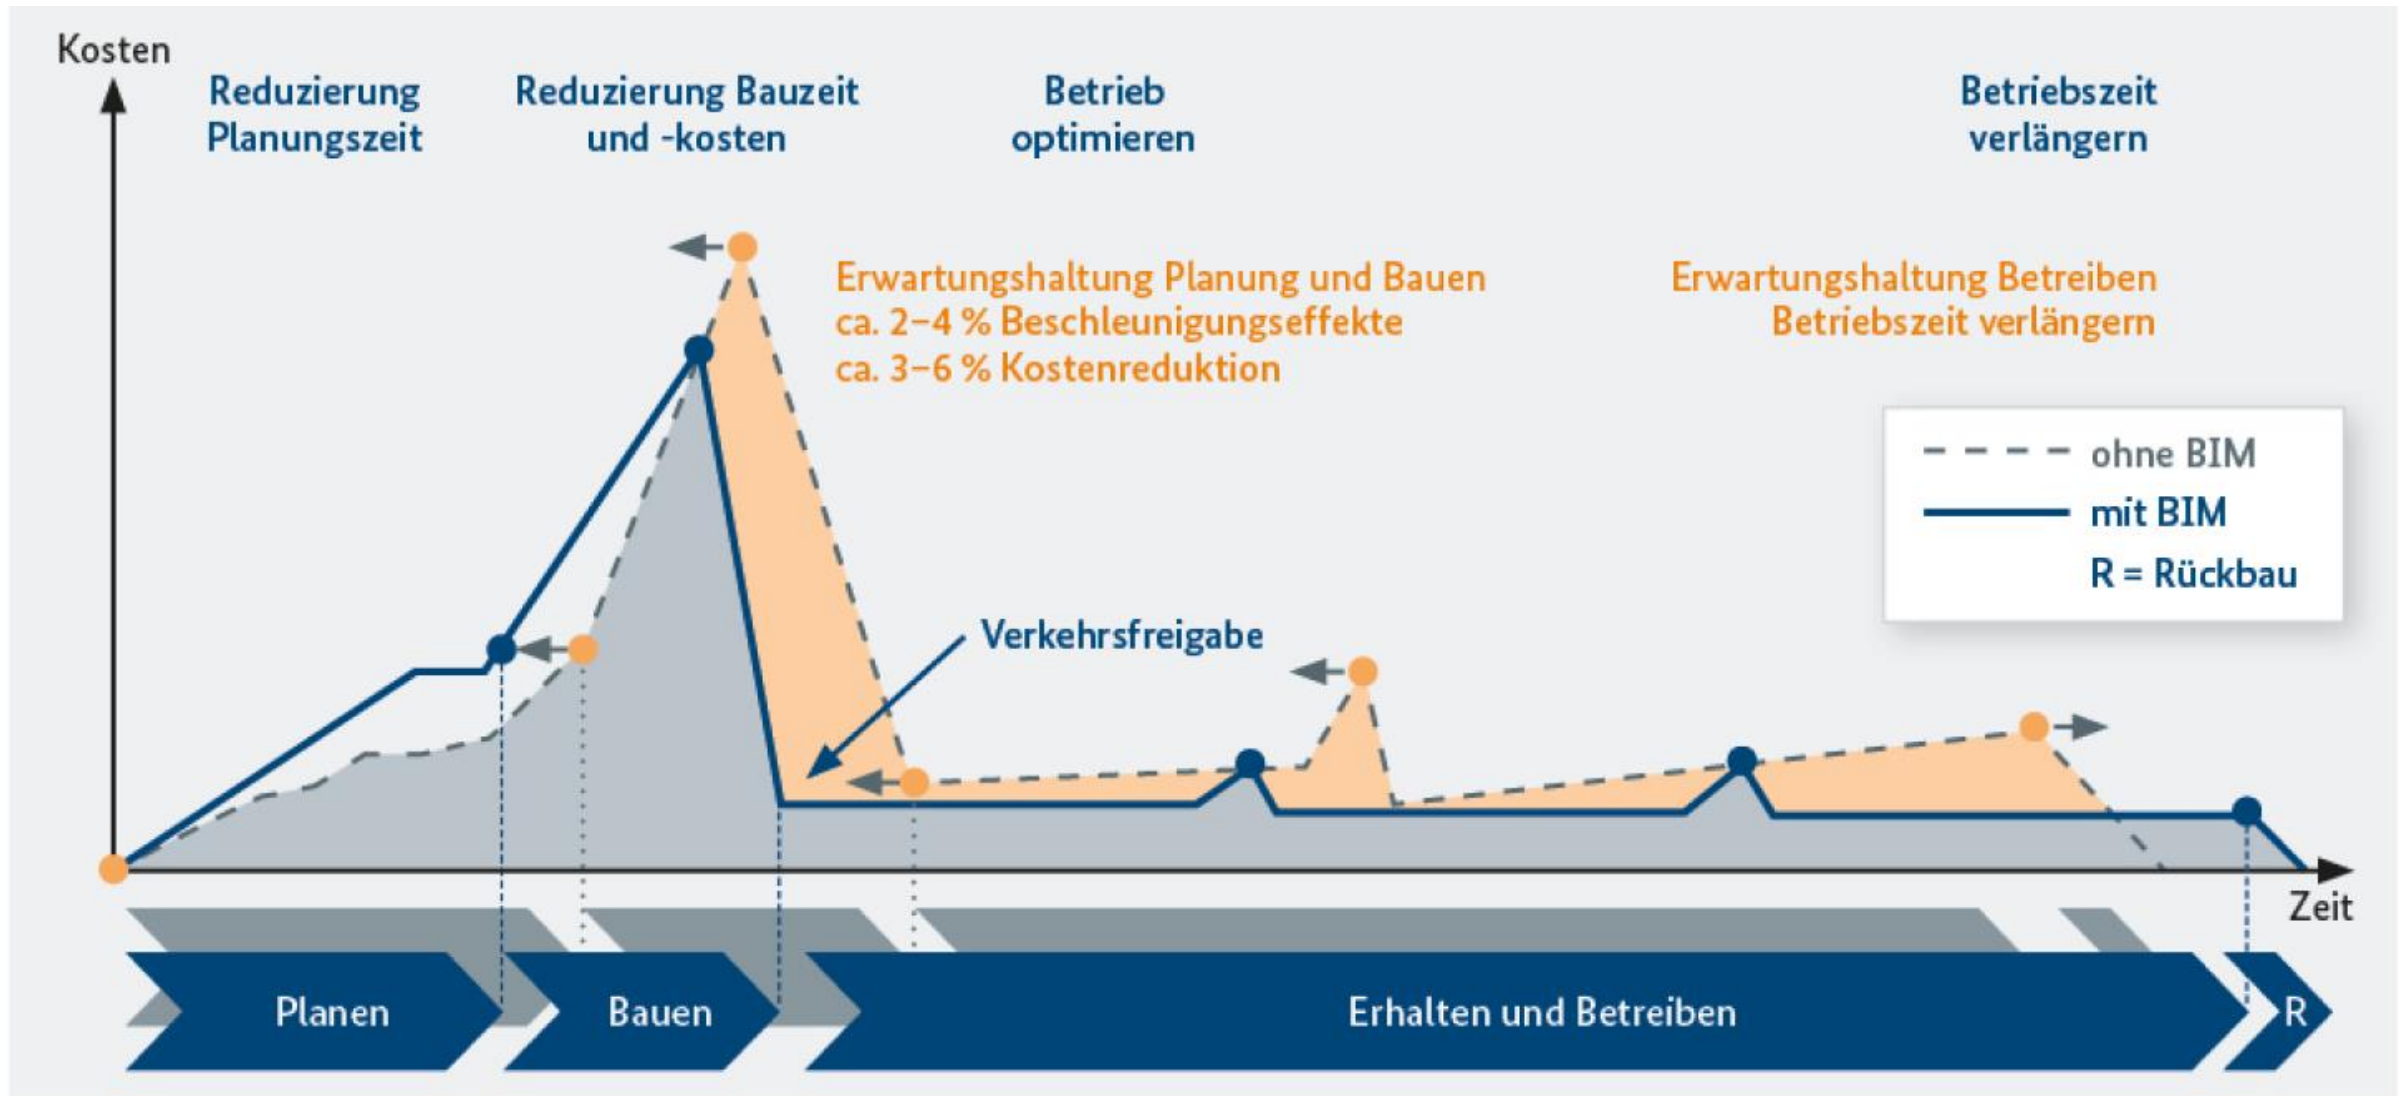 Kosten
Reduzierung
Planungszeit
Reduzierung Bauzeit
und -kosten
Betrieb
optimieren
Betriebszeit
verlängern
Erwartungshaltung Planung und Bauen
ca. 2–4 % Beschleunigungseffekte
ca. 3–6 % Kostenreduktion
Erwartungshaltung Betreiben
Betriebszeit verlängern
ohne BIM
mit BIM
R = Rückbau
Verkehrsfreigabe
Zeit
Planen
Bauen
Erhalten und Betreiben
R